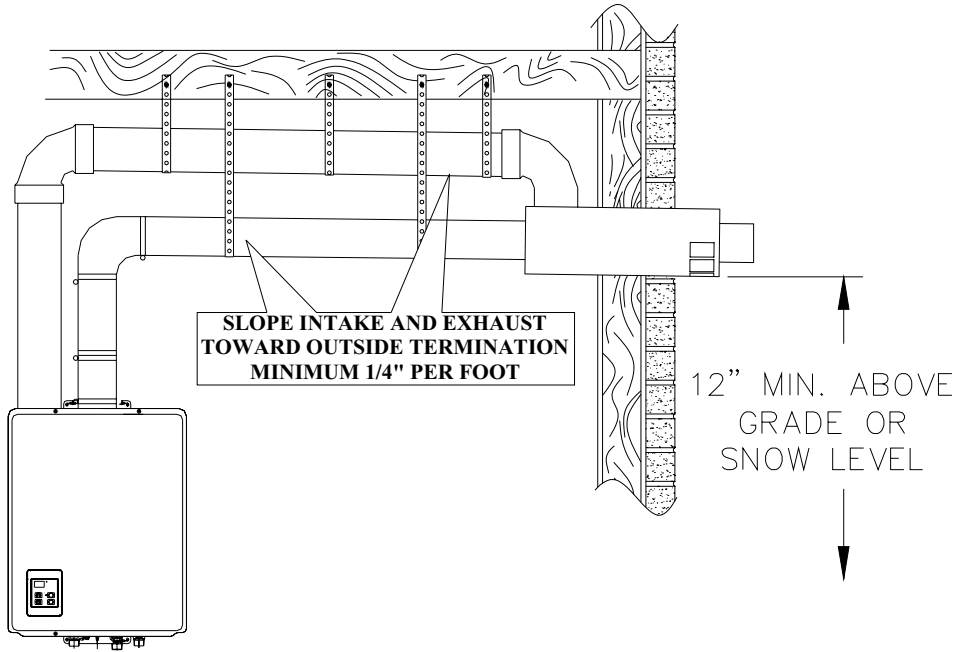 SLOPE INTAKE AND EXHAUST
TOWARD OUTSIDE TERMINATION
MINIMUM 1/4" PER FOOT
12” MIN. ABOVE
GRADE OR
SNOW LEVEL